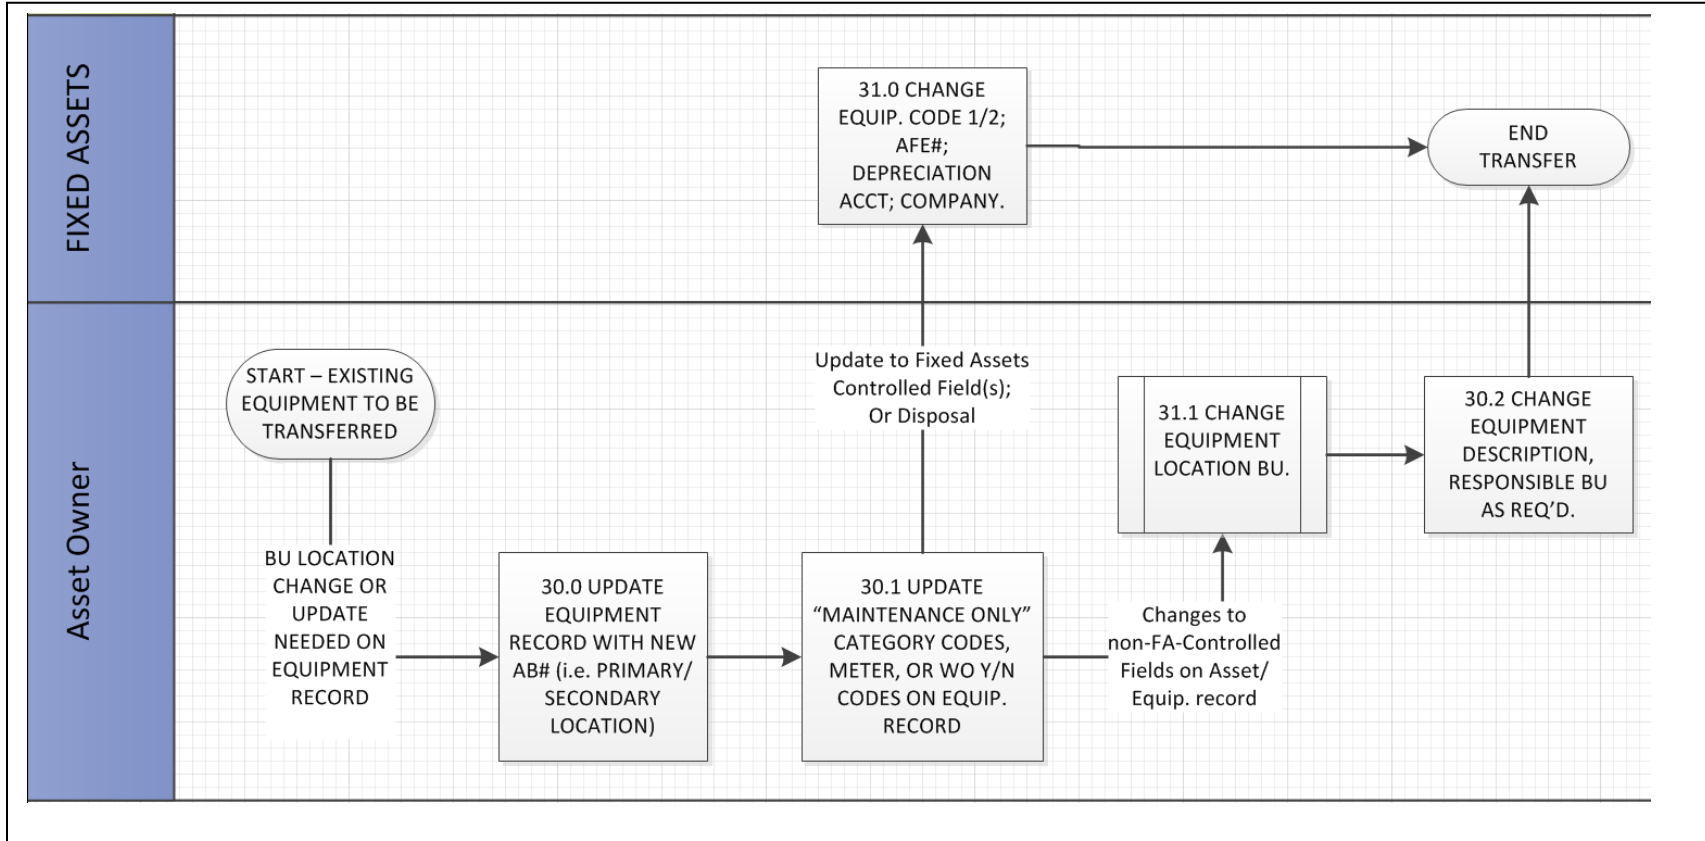 FIXED ASSETS
31.0 CHANGE
EQUIP. CODE 1/2;
AFE#;
DEPRECIATION
ACCT; COMPANY.
END
TRANSFER
Asset Owner
START – EXISTING
EQUIPMENT TO BE
TRANSFERRED
BU LOCATION
CHANGE OR
UPDATE
NEEDED ON
EQUIPMENT
RECORD
30.0 UPDATE
EQUIPMENT
RECORD WITH NEW
AB# (i.e. PRIMARY/
SECONDARY
LOCATION)
30.1 UPDATE
“MAINTENANCE ONLY”
CATEGORY CODES,
METER, OR WO Y/N
CODES ON EQUIP.
RECORD
Update to Fixed Assets
Controlled Field(s);
Or Disposal
Changes to
non-FA-Controlled
Fields on Asset/
Equip. record
31.1 CHANGE
EQUIPMENT
LOCATION BU.
30.2 CHANGE
EQUIPMENT
DESCRIPTION,
RESPONSIBLE BU
AS REQ’D.